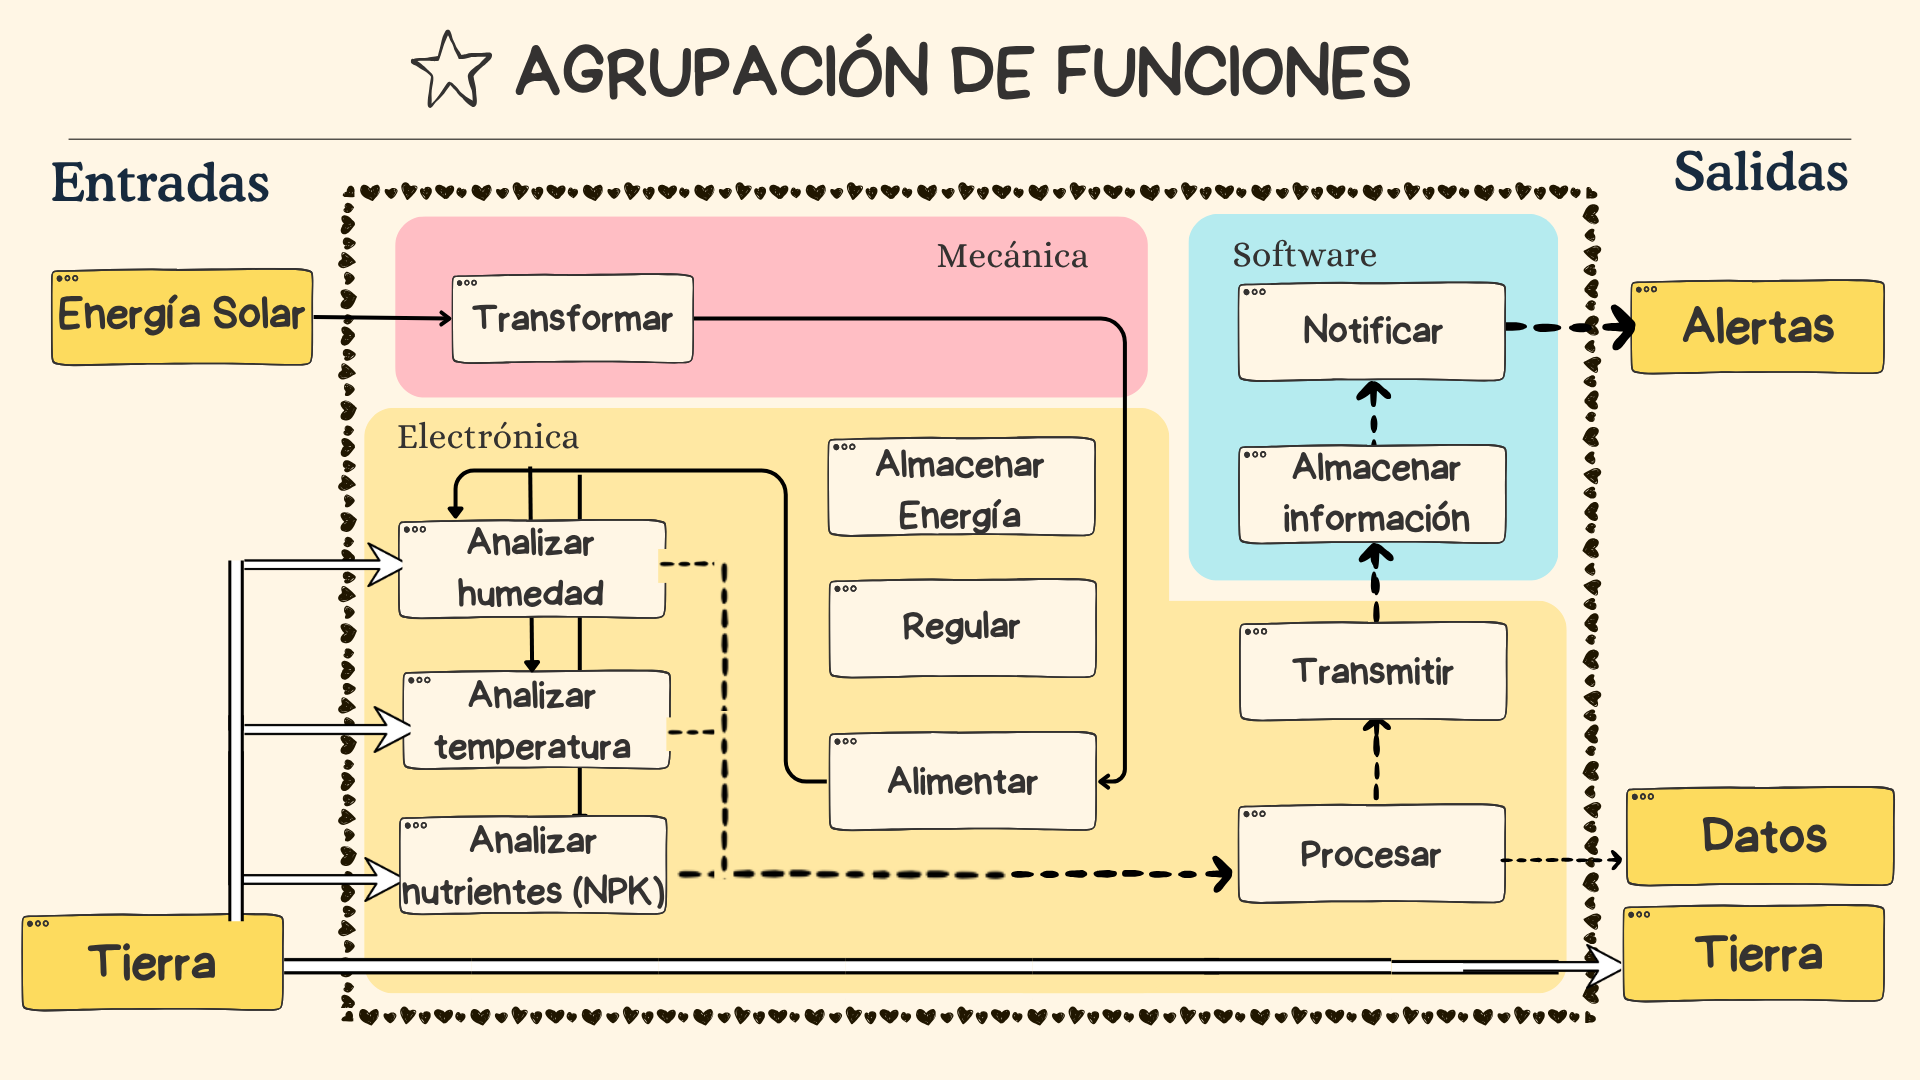 AGRUPACIÓN DE FUNCIONES
Entradas
Salidas
Mecánica
Software
Energía Solar
Transformar
Notificar
Alertas
Electrónica
Almacenar
Energía
Almacenar
información
Analizar
humedad
Regular
Transmitir
Analizar
temperatura
Alimentar
Analizar
nutrientes (NPK)
Procesar
Datos
Tierra
Tierra